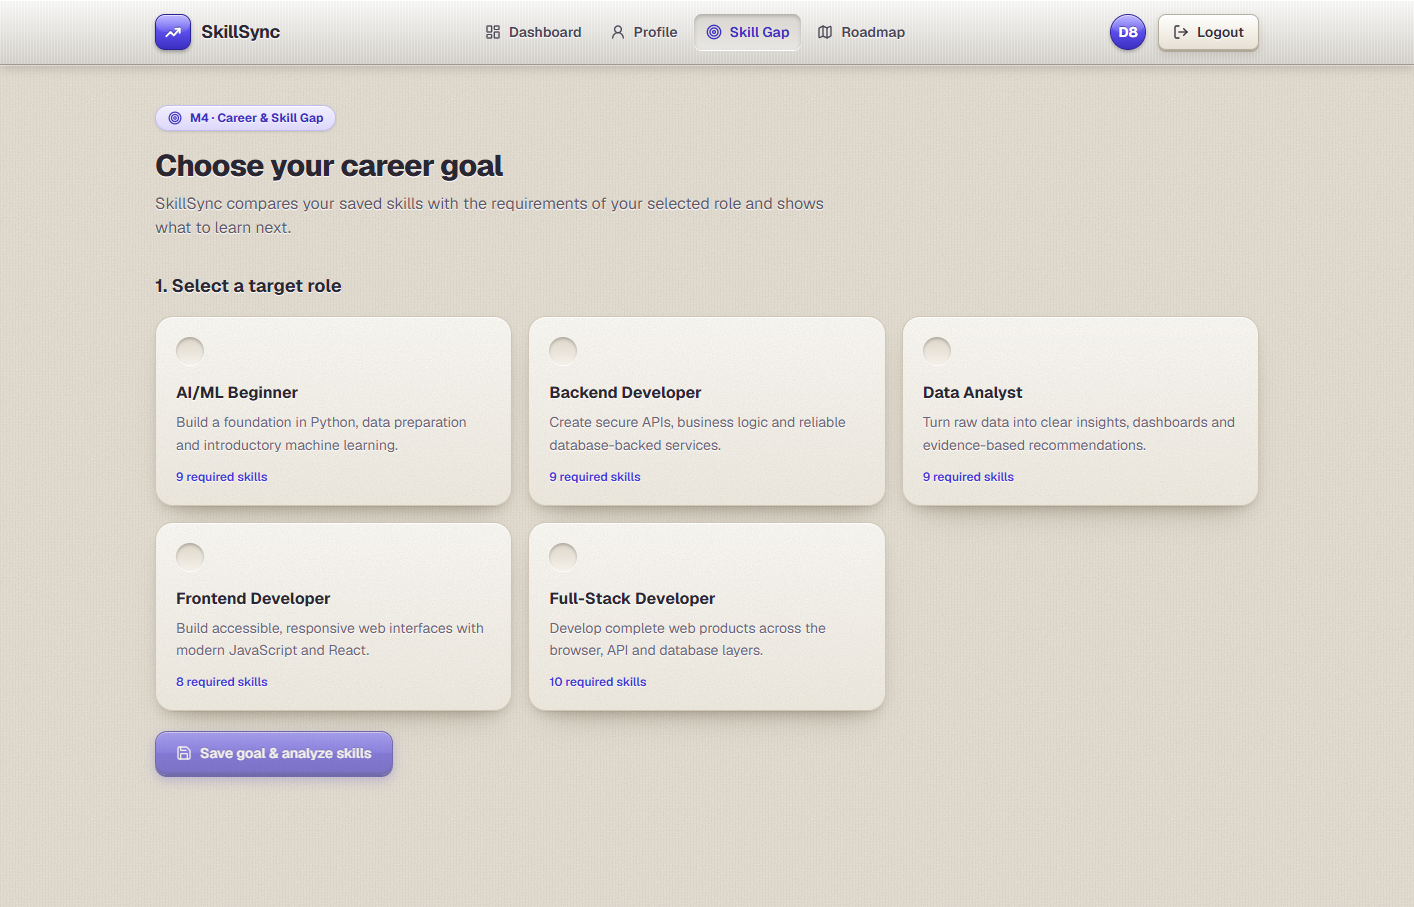 SkillSync
Dashboard
Profile
Skill Gap
Roadmap
D8
Logout
M4 · Career & Skill Gap
Choose your career goal
SkillSync compares your saved skills with the requirements of your selected role and shows
what to learn next.
1. Select a target role
AI/ML Beginner
Build a foundation in Python, data preparation
and introductory machine learning.
9 required skills
Backend Developer
Create secure APIs, business logic and reliable
database-backed services.
9 required skills
Data Analyst
Turn raw data into clear insights, dashboards and
evidence-based recommendations.
9 required skills
Frontend Developer
Build accessible, responsive web interfaces with
modern JavaScript and React.
8 required skills
Full-Stack Developer
Develop complete web products across the
browser, API and database layers.
10 required skills
Save goal & analyze skills